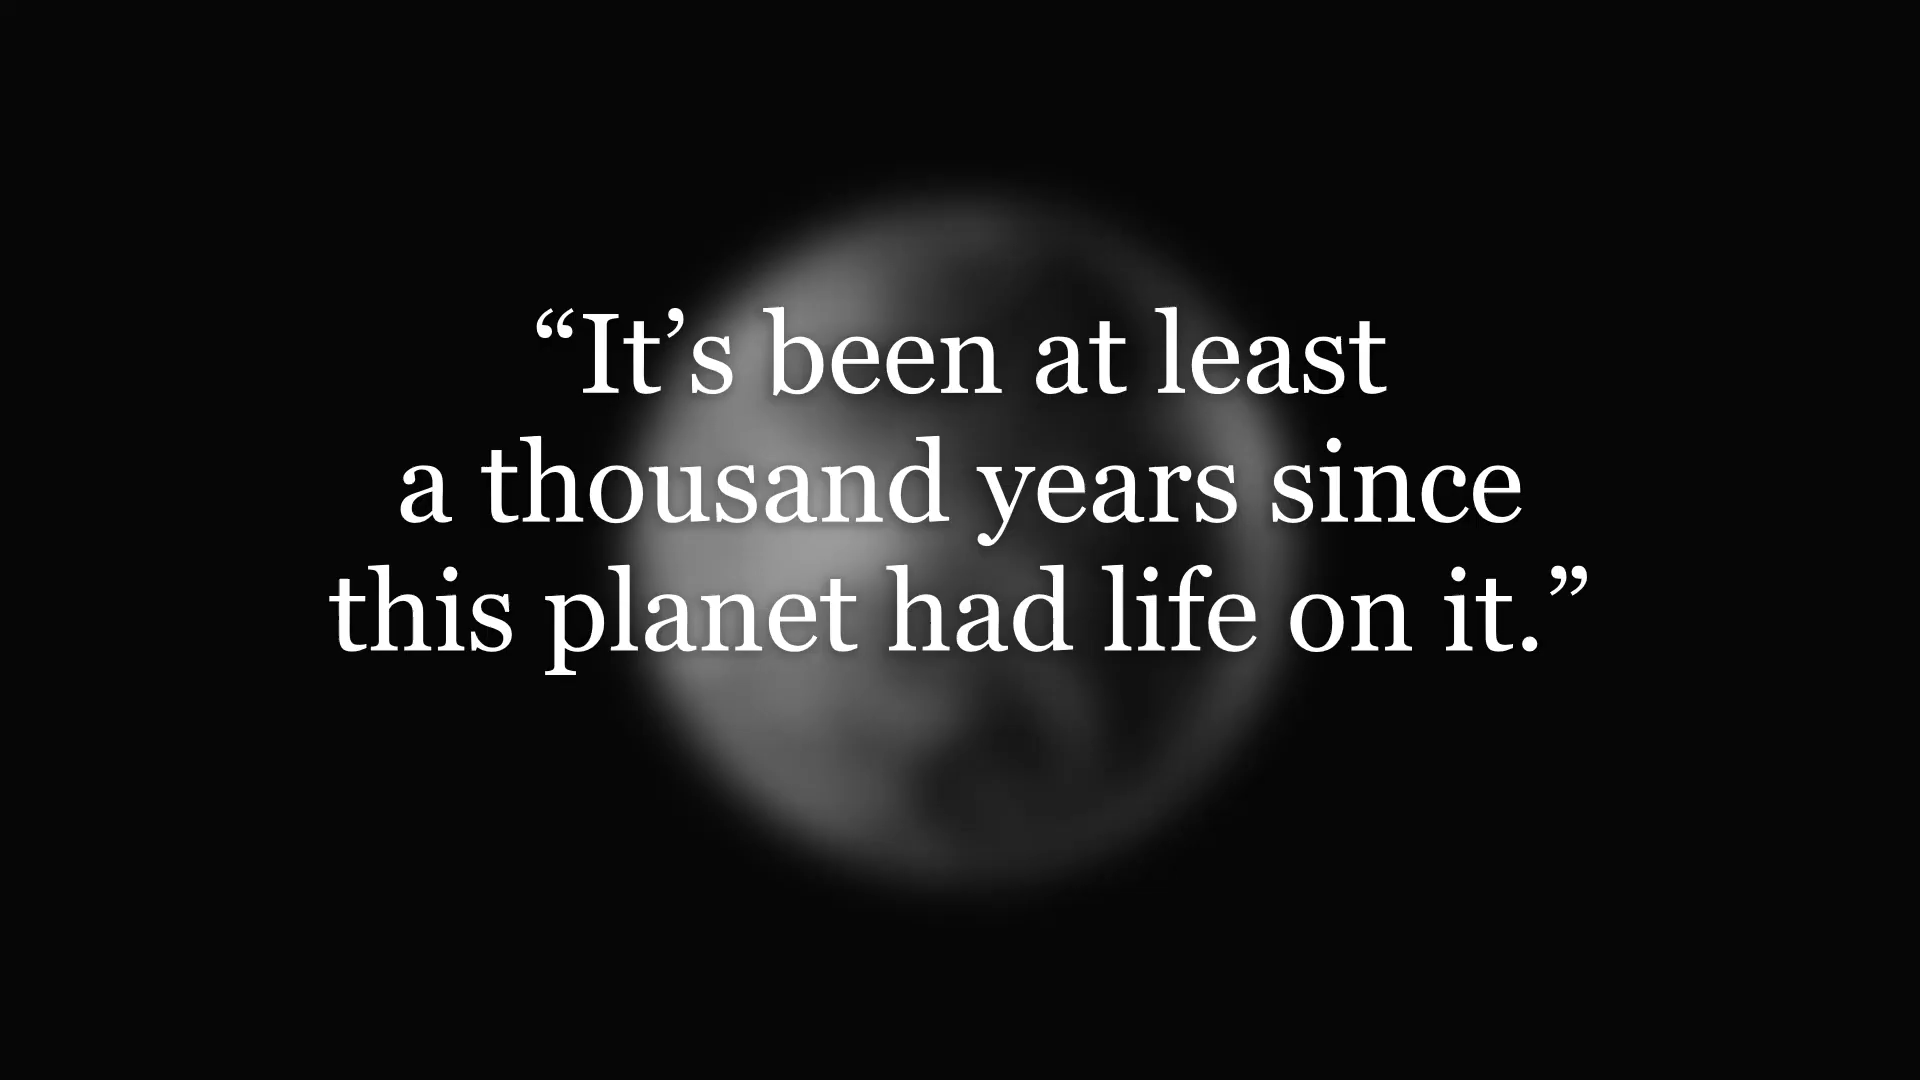 “It’s been at least
a thousand years since
this planet had life on it.”